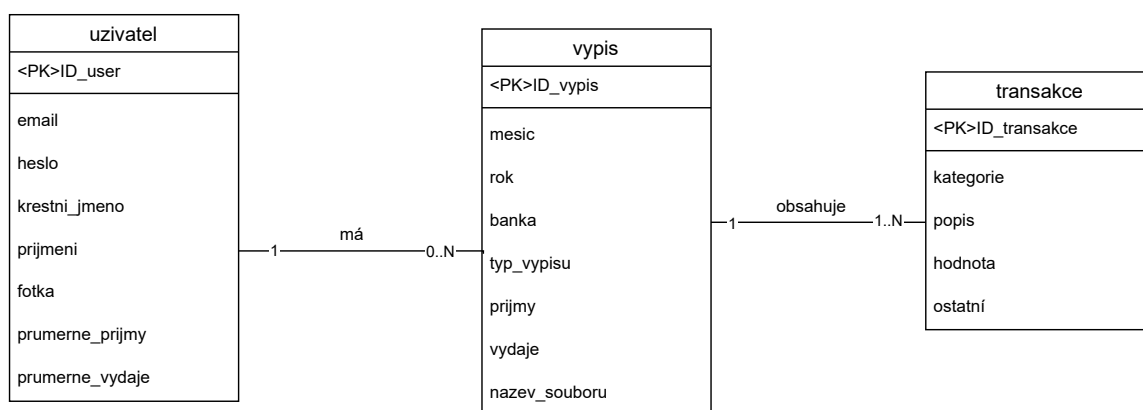 uzivatel
<PK>ID_user
email
heslo
krestni_jmeno
prijmeni
fotka
prumerne_prijmy
prumerne_vydaje
1
má
0..N
vypis
<PK>ID_vypis
mesic
rok
banka
typ_vypisu
prijmy
vydaje
nazev_souboru
1
obsahuje
1..N
transakce
<PK>ID_transakce
kategorie
popis
hodnota
ostatní